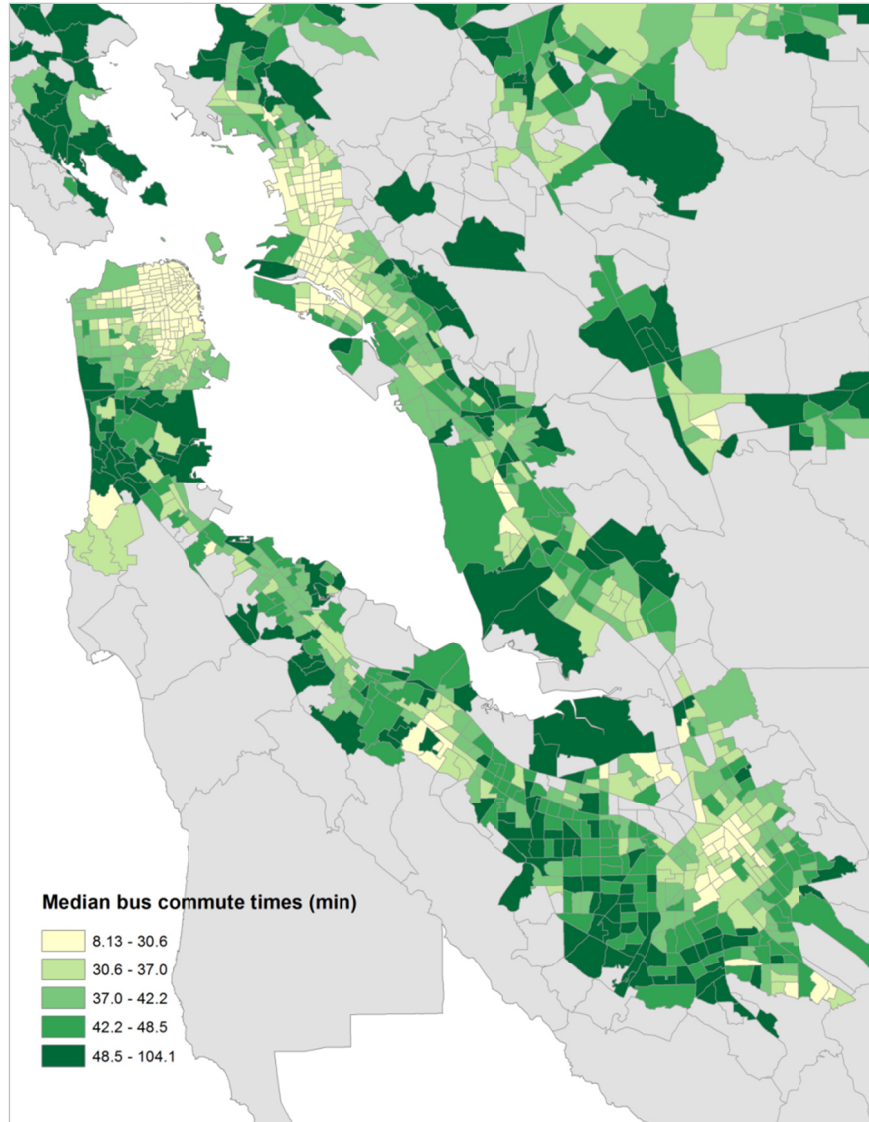 Median bus commute times (min)
8.13 - 30.6
30.6 - 37.0
37.0 - 42.2
42.2 - 48.5
48.5 - 104.1